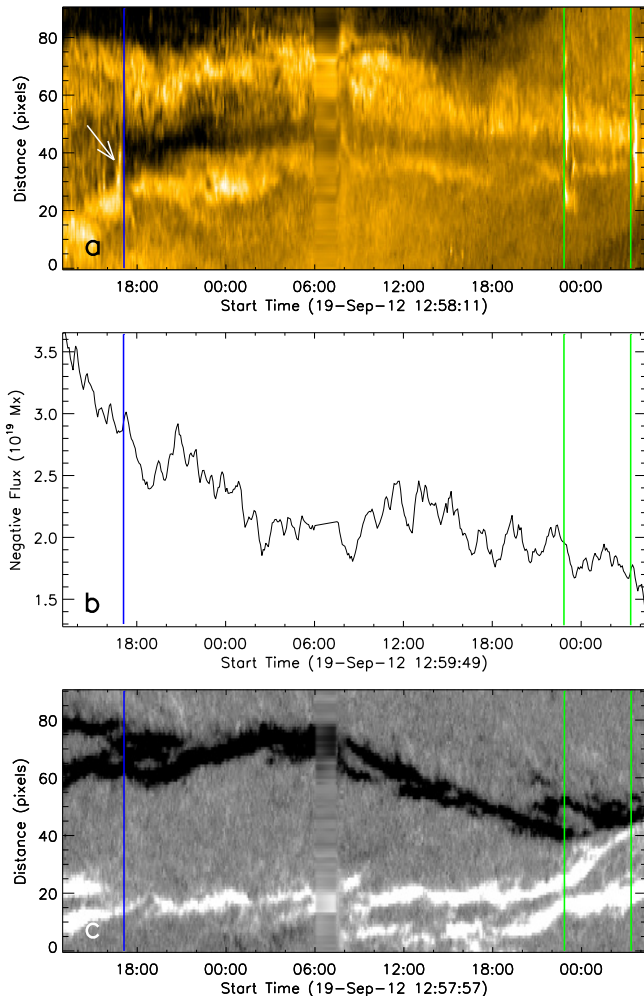 80
60
40
20
0
Distance (pixels)
a
18:00 00:00 06:00 12:00 18:00 00:00
Start Time (19-Sep-12 12:58:11)
3.5
3.0
2.5
2.0
1.5
Negative Flux (10¹⁹ Mx)
b
18:00 00:00 06:00 12:00 18:00 00:00
Start Time (19-Sep-12 12:59:49)
80
60
40
20
0
Distance (pixels)
c
18:00 00:00 06:00 12:00 18:00 00:00
Start Time (19-Sep-12 12:57:57)